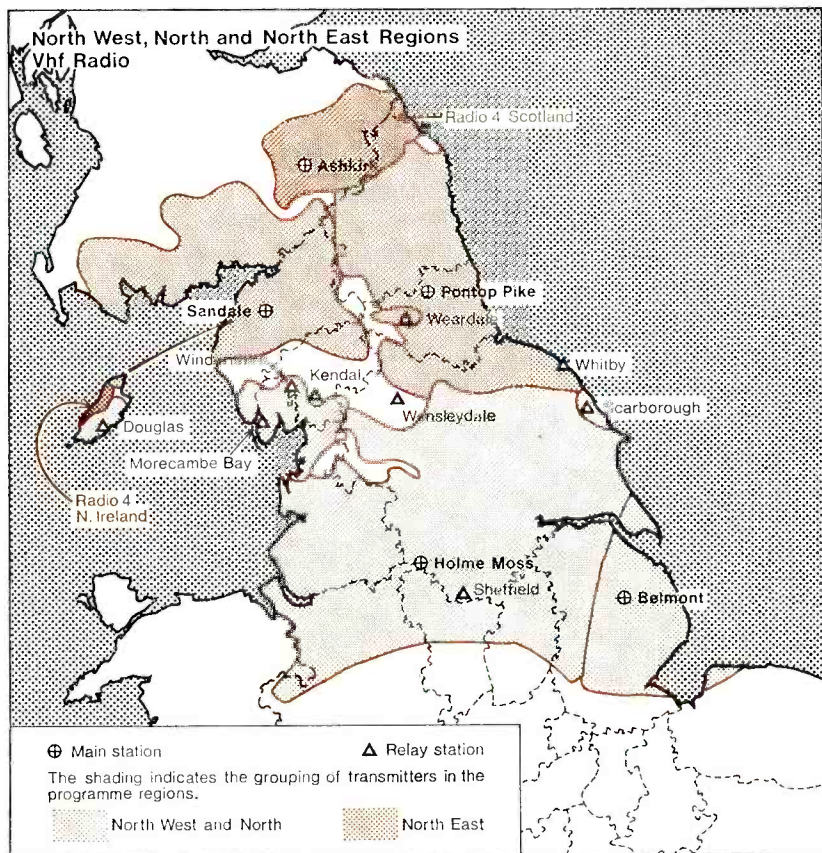 North West, North and North East Regions
Vhf Radio
Radio 4 Scotland
Ashkirk
Pontop Pike
Sandale
Weardale
Whitby
Kendal
Wensleydale
Scarborough
Douglas
Morecambe Bay
Radio 4
N. Ireland
Holme Moss
Sheffield
Belmont
Main station
Relay station
The shading indicates the grouping of transmitters in the
programme regions.
North West and North
North East